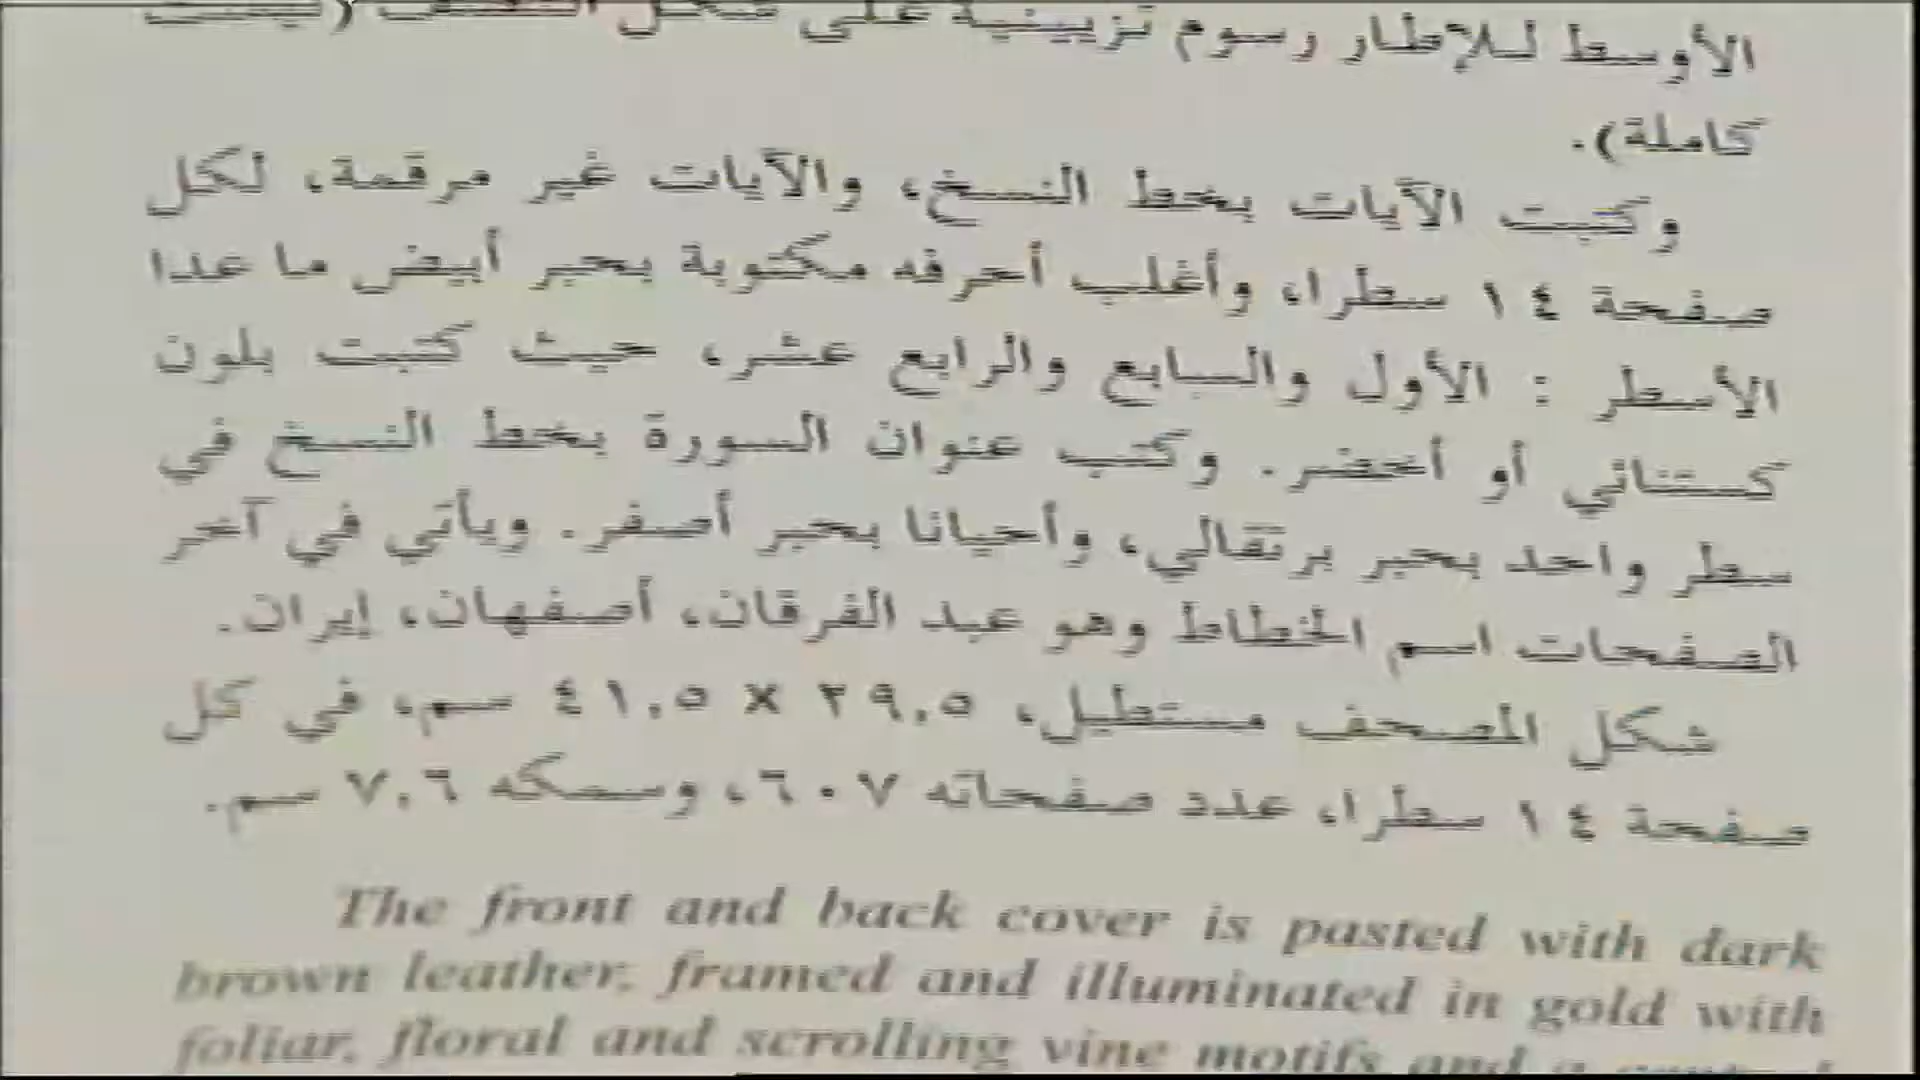 الأوسط للإطار رسوم تزيينية على شكل
كاملة).
وكتبت الآيات بخط النسخ، والآيات غير مرقمة، لكل
صفحة ١٤ سطرا، وأغلب أحرفه مكتوبة بحبر أبيض ما عدا
الأسطر : الأول والسابع والرابع عشر، حيث كتبت بلون
كستنائي أو أخضر. وكتب عنوان السورة بخط النسخ في
سطر واحد بحبر برتقالي، وأحيانا بحبر أصفر. ويأتي في آخر
الصفحات اسم الخطاط وهو عبد الفرقان، أصفهان، إيران.
شكل المصحف مستطيل، ٢٩,٥ x ٤١,٥ سم، في كل
صفحة ١٤ سطرا، عدد صفحاته ٦٠٧، وسمكه ٧,٦ سم.
The front and back cover is pasted with dark
brown leather, framed and illuminated in gold with
foliar, floral and scrolling vine motifs and a